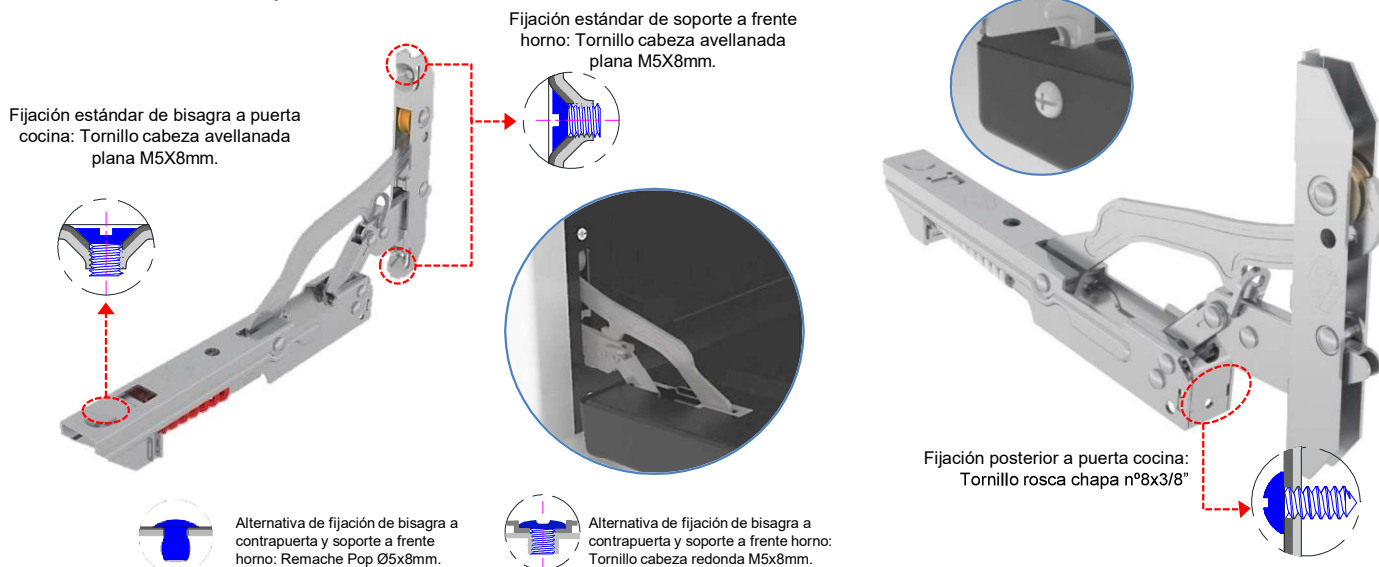 Fijación estándar de soporte a frente
horno: Tornillo cabeza avellanada
plana M5X8mm.
Fijación estándar de bisagra a puerta
cocina: Tornillo cabeza avellanada
plana M5X8mm.
Fijación posterior a puerta cocina:
Tornillo rosca chapa nº8x3/8"
Alternativa de fijación de bisagra a
contrapuerta y soporte a frente
horno: Remache Pop Ø5x8mm.
Alternativa de fijación de bisagra a
contrapuerta y soporte a frente horno:
Tornillo cabeza redonda M5x8mm.